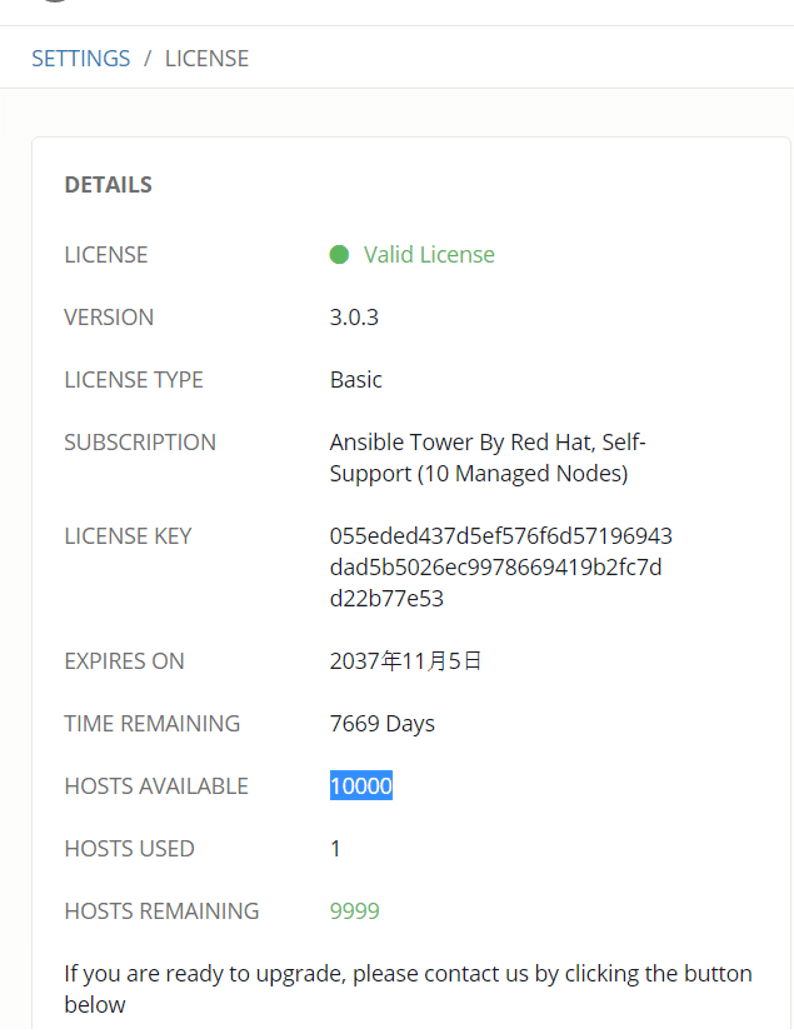 SETTINGS / LICENSE
DETAILS
LICENSE Valid License
VERSION 3.0.3
LICENSE TYPE Basic
SUBSCRIPTION Ansible Tower By Red Hat, Self-
Support (10 Managed Nodes)
LICENSE KEY 055eded437d5ef576f6d57196943
dad5b5026ec9978669419b2fc7d
d22b77e53
EXPIRES ON 2037年11月5日
TIME REMAINING 7669 Days
HOSTS AVAILABLE 10000
HOSTS USED 1
HOSTS REMAINING 9999
If you are ready to upgrade, please contact us by clicking the button
below